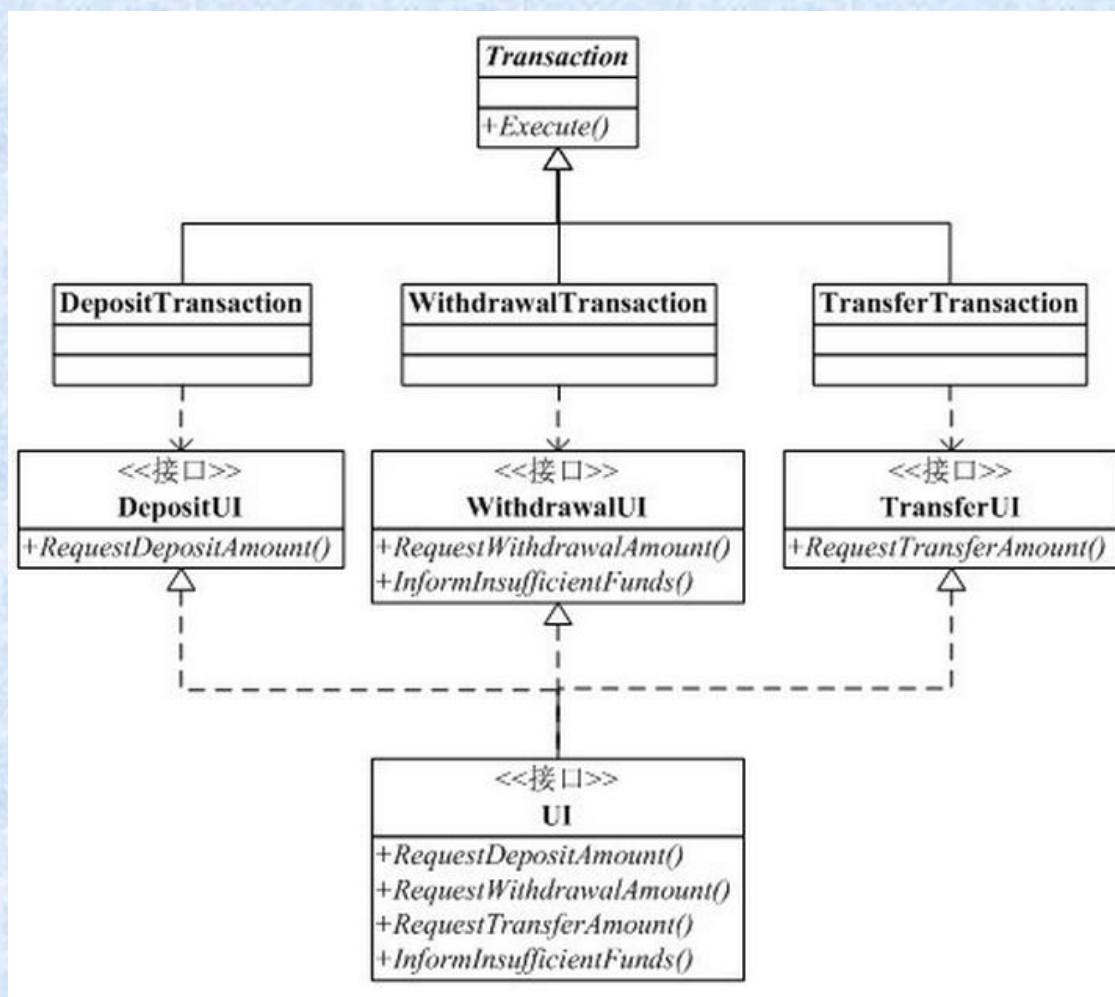 Transaction
+Execute()
DepositTransaction
WithdrawalTransaction
TransferTransaction
<<接口>>
DepositUI
+RequestDepositAmount()
<<接口>>
WithdrawalUI
+RequestWithdrawalAmount()
+InformInsufficientFunds()
<<接口>>
TransferUI
+RequestTransferAmount()
<<接口>>
UI
+RequestDepositAmount()
+RequestWithdrawalAmount()
+RequestTransferAmount()
+InformInsufficientFunds()